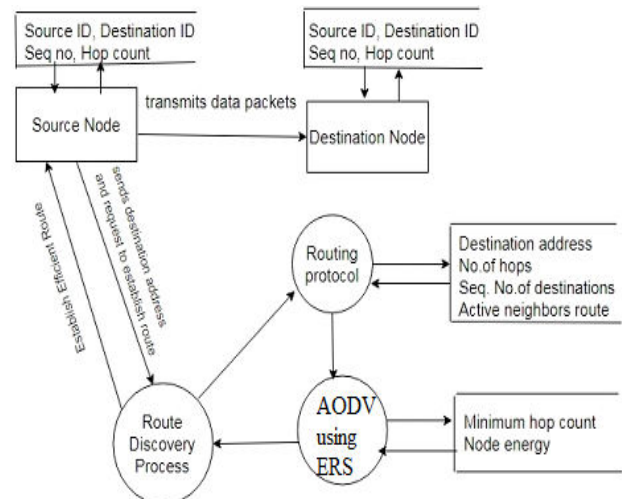 Source ID, Destination ID
Seq no, Hop count
Source ID, Destination ID
Seq no, Hop count
transmits data packets
Source Node
Destination Node
sends destination address
and request to establish route
Establish Efficient Route
Routing
protocol
Destination address
No.of hops
Seq. No.of destinations
Active neighbors route
Route
Discovery
Process
AODV
using
ERS
Minimum hop count
Node energy